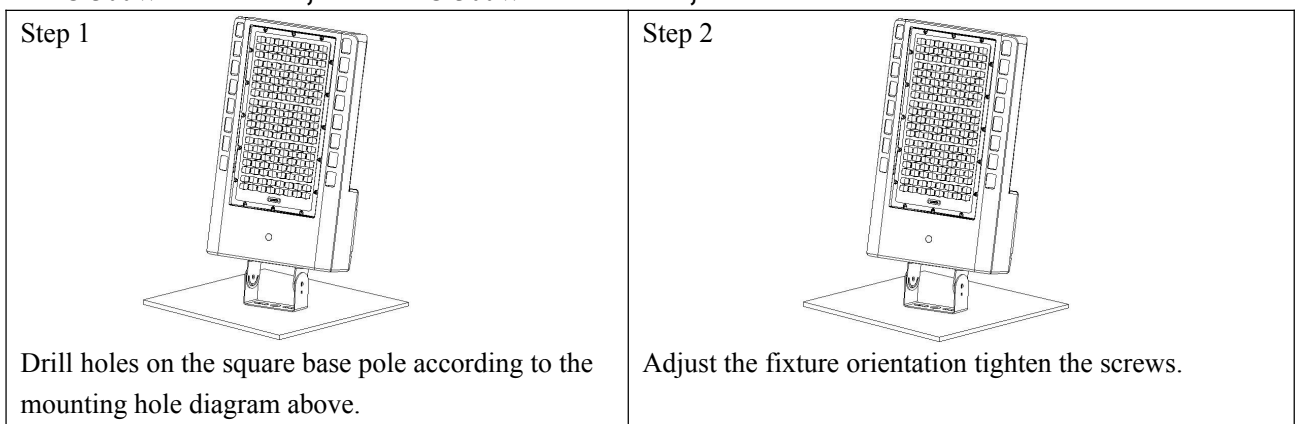 Step 1
Drill holes on the square base pole according to the
mounting hole diagram above.
Step 2
Adjust the fixture orientation tighten the screws.